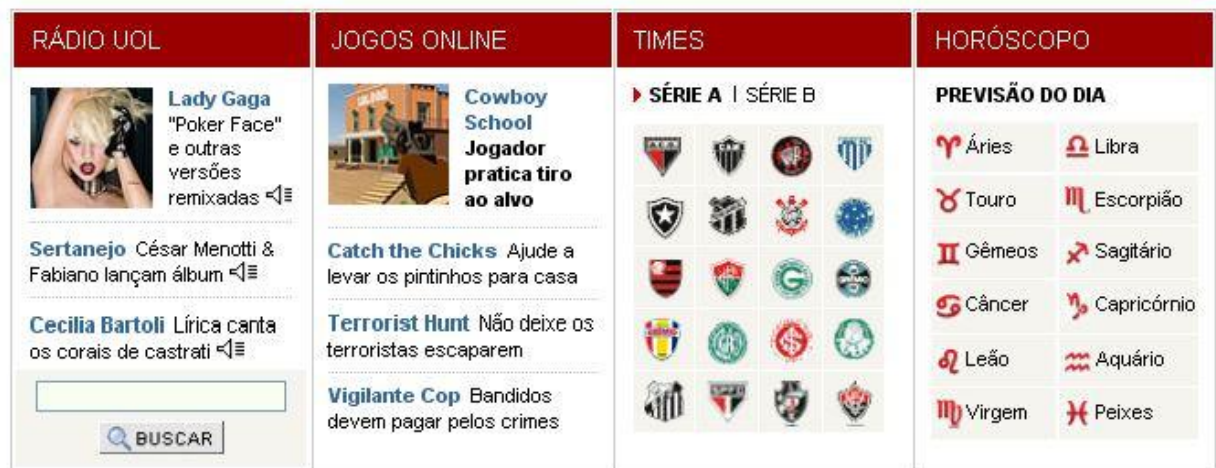 RÁDIO UOL
Lady Gaga
"Poker Face"
e outras
versões
remixadas
Sertanejo César Menotti &
Fabiano lançam álbum
Cecilia Bartoli Lírica canta
os corais de castrati
BUSCAR
JOGOS ONLINE
Cowboy
School
Jogador
pratica tiro
ao alvo
Catch the Chicks Ajude a
levar os pintinhos para casa
Terrorist Hunt Não deixe os
terroristas escaparem
Vigilante Cop Bandidos
devem pagar pelos crimes
TIMES
SÉRIE A | SÉRIE B
HORÓSCOPO
PREVISÃO DO DIA
Áries
Libra
Touro
Escorpião
Gêmeos
Sagitário
Câncer
Capricórnio
Leão
Aquário
Virgem
Peixes